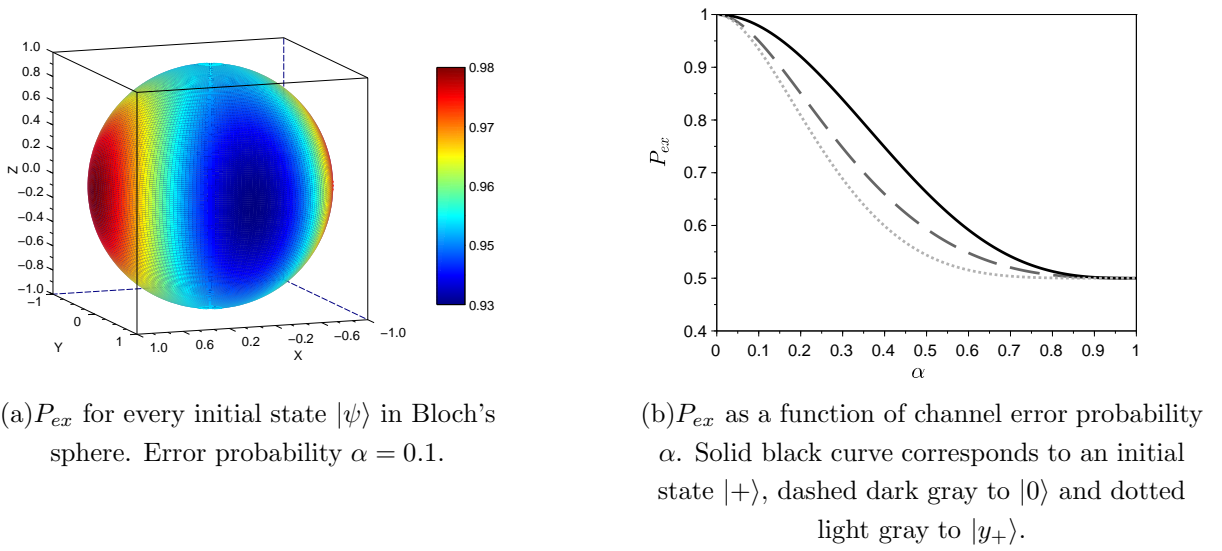 1.0
0.8
0.6
0.4
0.2
0.0
−0.2
−0.4
−0.6
−0.8
−1.0
Z
−1
0
1
Y
1.0 0.6 0.2 −0.2 −0.6 −1.0
X
0.98
0.97
0.96
0.95
0.93
1
0.9
0.8
0.7
0.6
0.5
0.4
P_{ex}
0 0.1 0.2 0.3 0.4 0.5 0.6 0.7 0.8 0.9 1
α
(a)P_{ex} for every initial state |ψ⟩ in Bloch's
sphere. Error probability α = 0.1.
(b)P_{ex} as a function of channel error probability
α. Solid black curve corresponds to an initial
state |+⟩, dashed dark gray to |0⟩ and dotted
light gray to |y_{+}⟩.